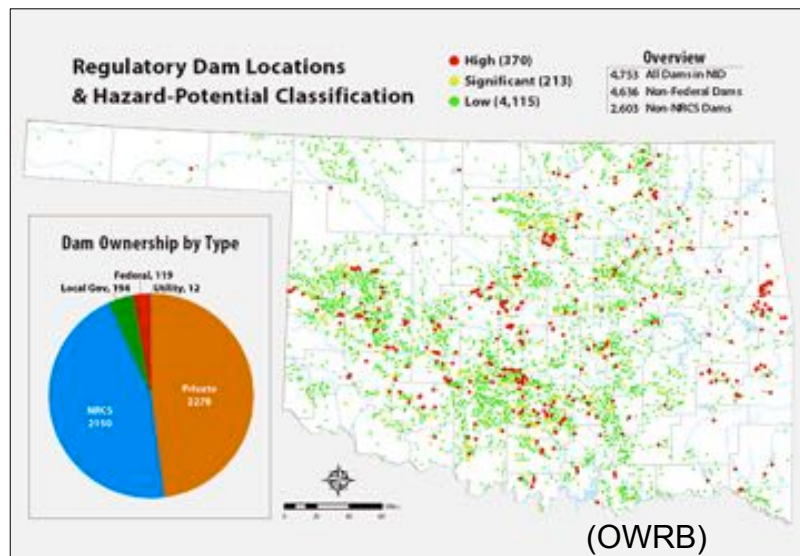 Regulatory Dam Locations
& Hazard-Potential Classification
High (370)
Significant (213)
Low (4,115)
Overview
4,753 All Dams in NID
4,636 Non-Federal Dams
2,603 Non-NRCS Dams
Dam Ownership by Type
Federal, 119
Local Gov, 194
Utility, 12
Private
2278
NRCS
2150
(OWRB)